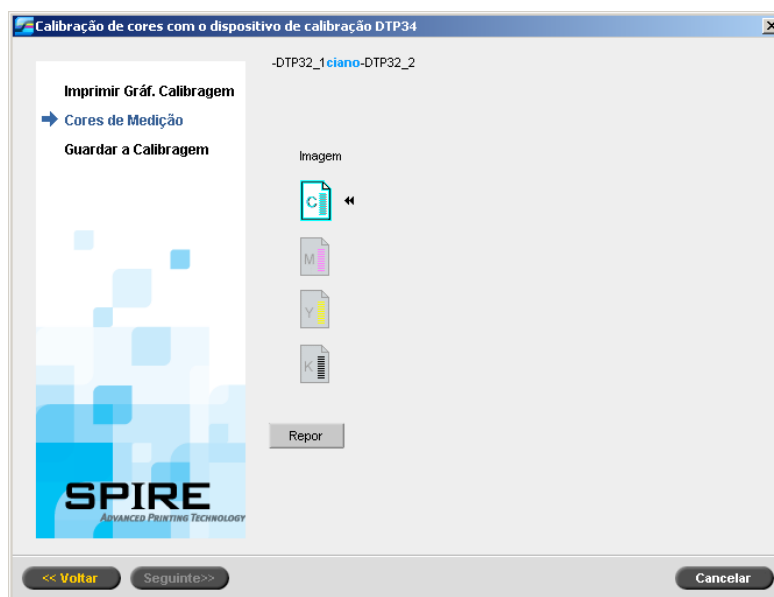 Calibração de cores com o dispositivo de calibração DTP34
-DTP32_1ciano-DTP32_2
Imprimir Gráf. Calibragem
Cores de Medição
Guardar a Calibragem
Imagem
C
M
Y
K
Repor
SPIRE
ADVANCED PRINTING TECHNOLOGY
<< Voltar
Seguinte>>
Cancelar